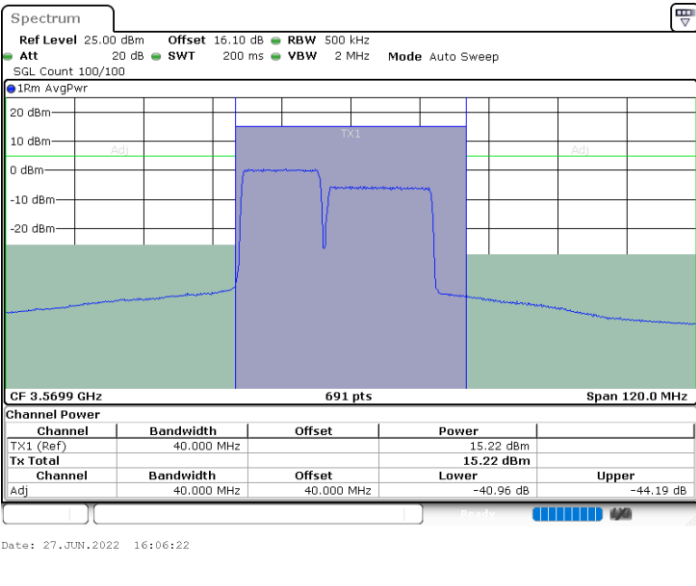 Spectrum
Ref Level 25.00 dBm Offset 16.10 dB RBW 500 kHz
Att 20 dB SWT 200 ms VBW 2 MHz Mode Auto Sweep
SGL Count 100/100
1Rm AvgPwr
20 dBm
TX1
10 dBm
Adj Adj
0 dBm
-10 dBm
-20 dBm
CF 3.5699 GHz 691 pts Span 120.0 MHz
Channel Power
Channel Bandwidth Offset Power
TX1 (Ref) 40.000 MHz 15.22 dBm
Tx Total 15.22 dBm
Channel Bandwidth Offset Lower Upper
Adj 40.000 MHz 40.000 MHz -40.96 dB -44.19 dB
Ready
Date: 27.JUN.2022 16:06:22